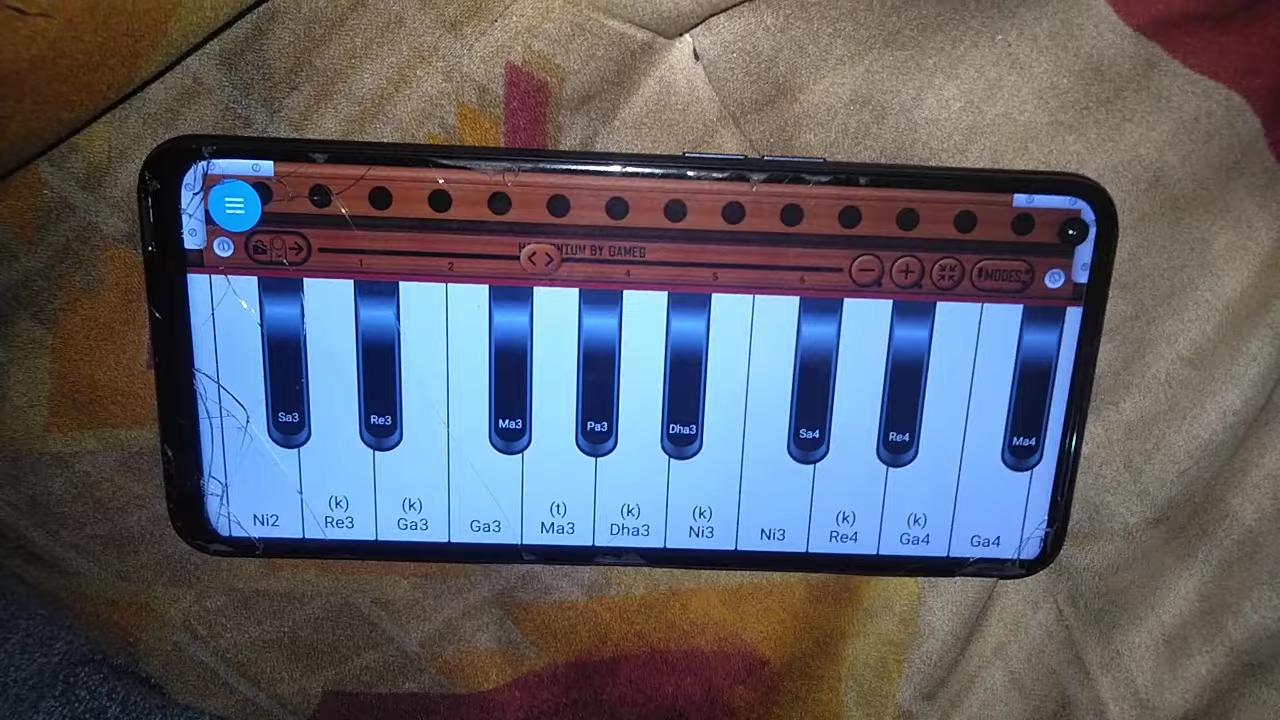 BY GAMEG
1 2 4 5 6
− + MODES
Sa3 Re3 Ma3 Pa3 Dha3 Sa4 Re4 Ma4
(k) (k) (t) (k) (k) (k) (k)
Ni2 Re3 Ga3 Ga3 Ma3 Dha3 Ni3 Ni3 Re4 Ga4 Ga4